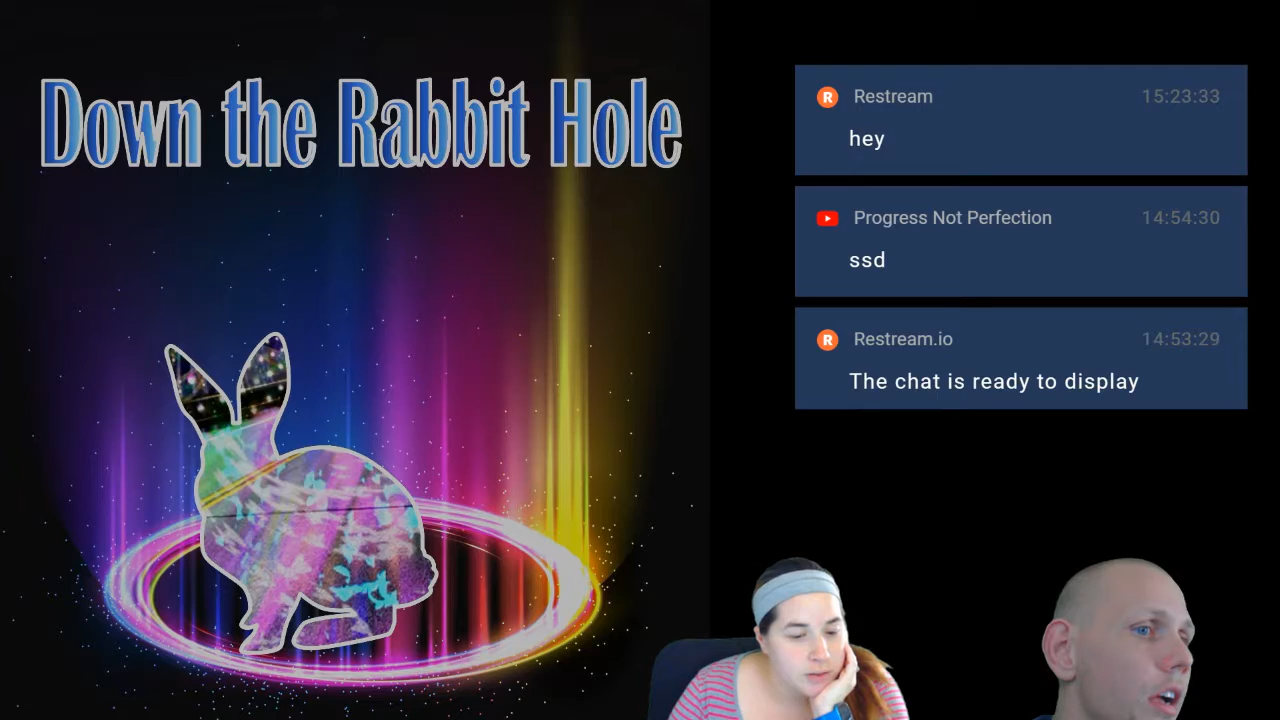 Down the Rabbit Hole
R Restream 15:23:33
hey
Progress Not Perfection 14:54:30
ssd
R Restream.io 14:53:29
The chat is ready to display